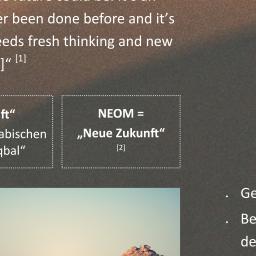 er been done before and it's
eeds fresh thinking and new
]“ [1]
ft“
abischen
qbal“
NEOM =
„Neue Zukunft“
[2]
. Ge
. Be
de